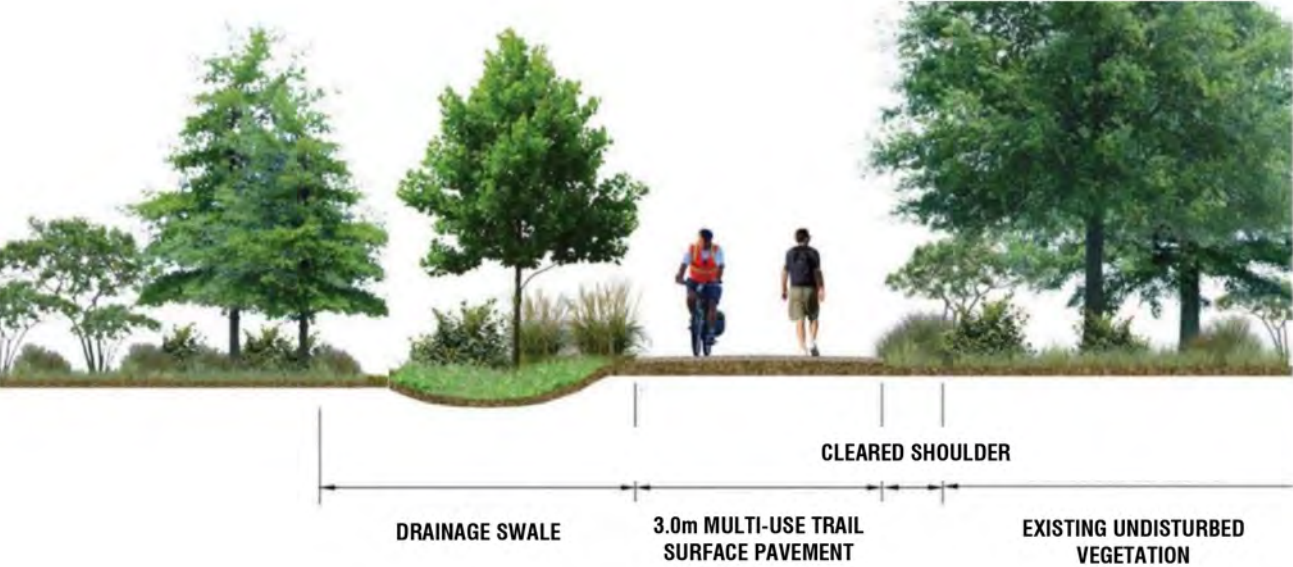 CLEARED SHOULDER
DRAINAGE SWALE
3.0m MULTI-USE TRAIL
SURFACE PAVEMENT
EXISTING UNDISTURBED
VEGETATION